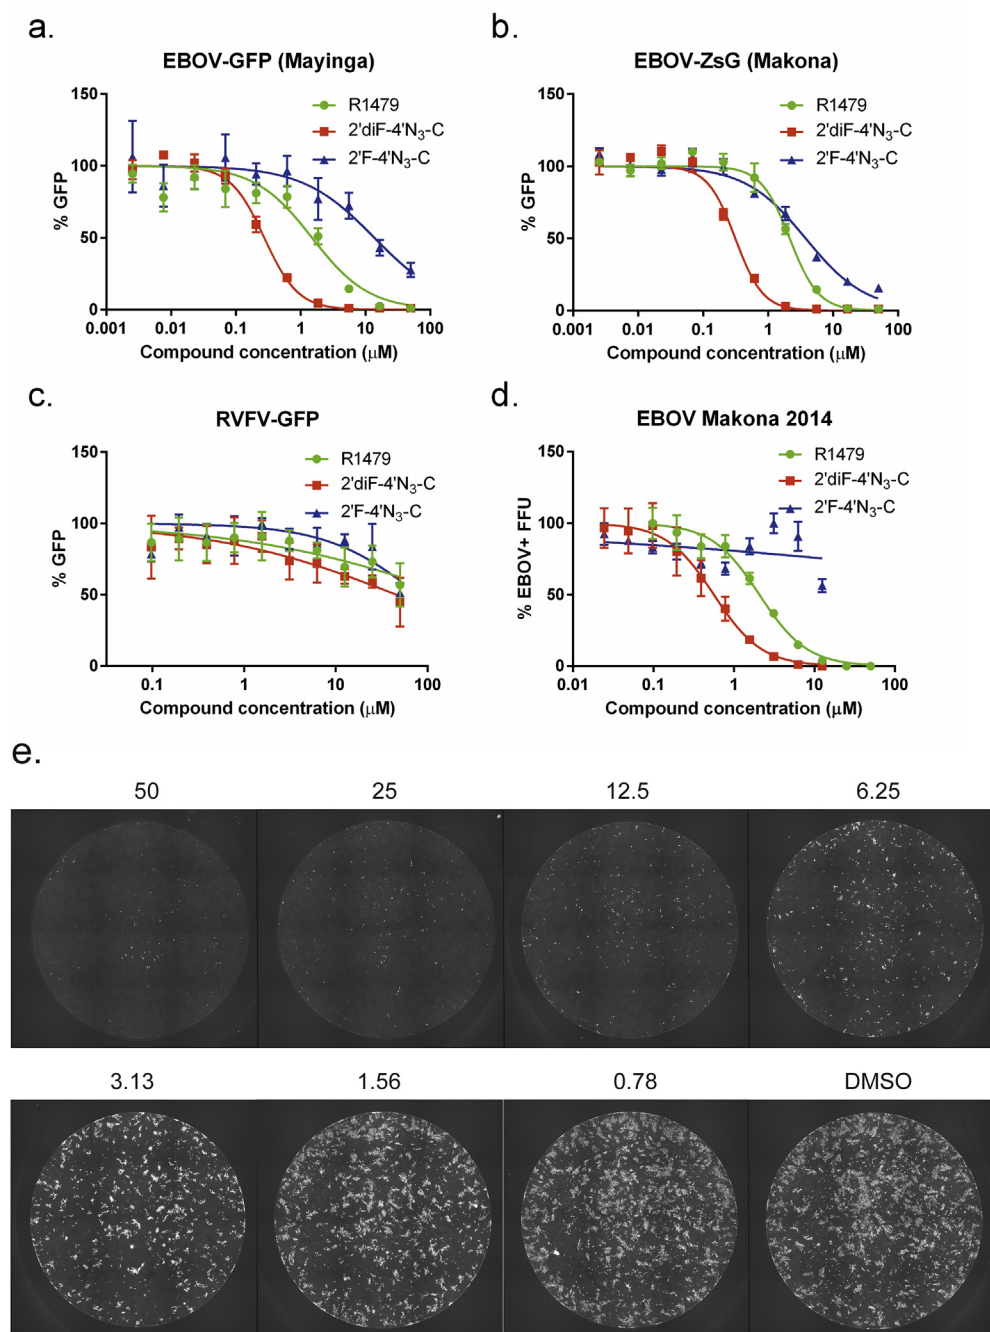 a.
EBOV-GFP (Mayinga)
150
100
50
0
% GFP
0.001 0.01 0.1 1 10 100
Compound concentration (µM)
R1479
2'diF-4'N₃-C
2'F-4'N₃-C
b.
EBOV-ZsG (Makona)
150
100
50
0
% GFP
0.001 0.01 0.1 1 10 100
Compound concentration (µM)
R1479
2'diF-4'N₃-C
2'F-4'N₃-C
c.
RVFV-GFP
150
100
50
0
% GFP
0.1 1 10 100
Compound concentration (µM)
R1479
2'diF-4'N₃-C
2'F-4'N₃-C
d.
EBOV Makona 2014
150
100
50
0
% EBOV+ FFU
0.01 0.1 1 10 100
Compound concentration (µM)
R1479
2'diF-4'N₃-C
2'F-4'N₃-C
e.
50 25 12.5 6.25
3.13 1.56 0.78 DMSO